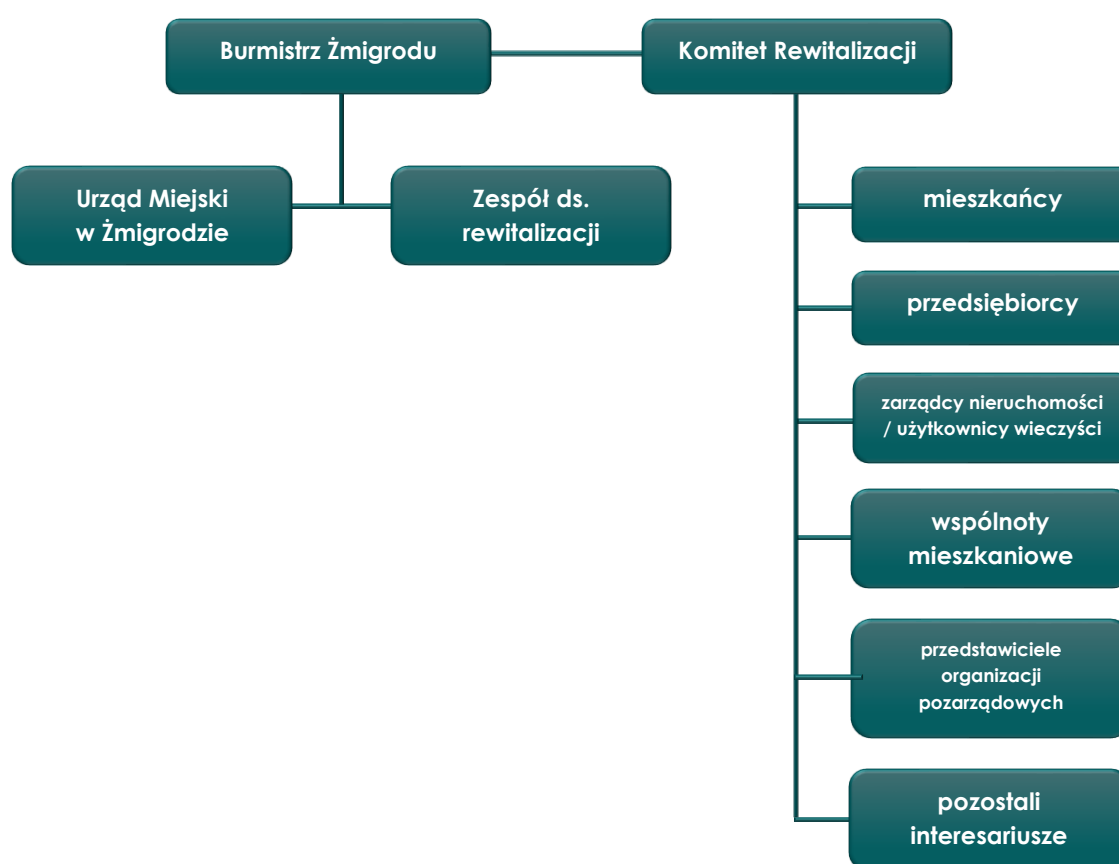 Burmistrz Żmigrodu
Komitet Rewitalizacji
Urząd Miejski
w Żmigrodzie
Zespół ds.
rewitalizacji
mieszkańcy
przedsiębiorcy
zarządcy nieruchomości
/ użytkownicy wieczyści
wspólnoty
mieszkaniowe
przedstawiciele
organizacji
pozarządowych
pozostali
interesariusze